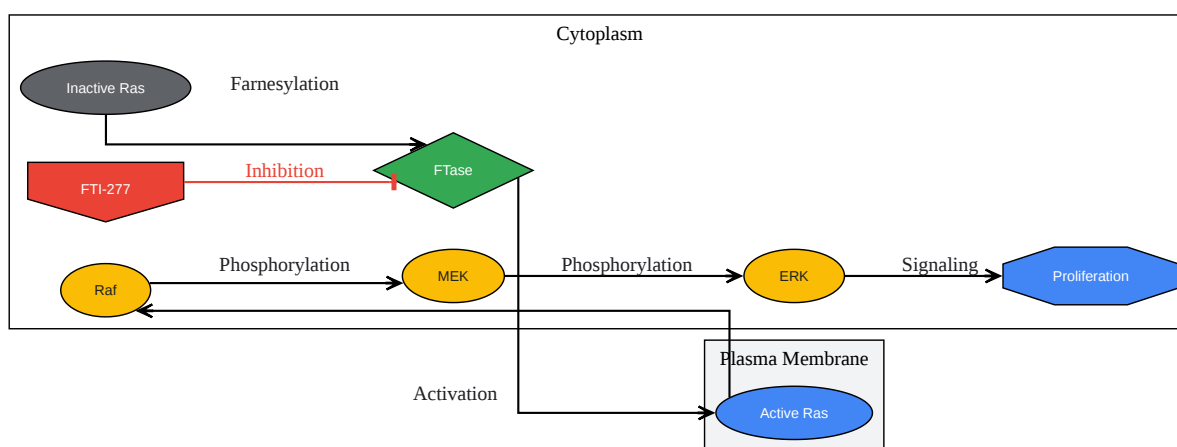 Cytoplasm
Inactive Ras
Farnesylation
FTI-277
Inhibition
FTase
Raf
Phosphorylation
MEK
Phosphorylation
ERK
Signaling
Proliferation
Plasma Membrane
Activation
Active Ras